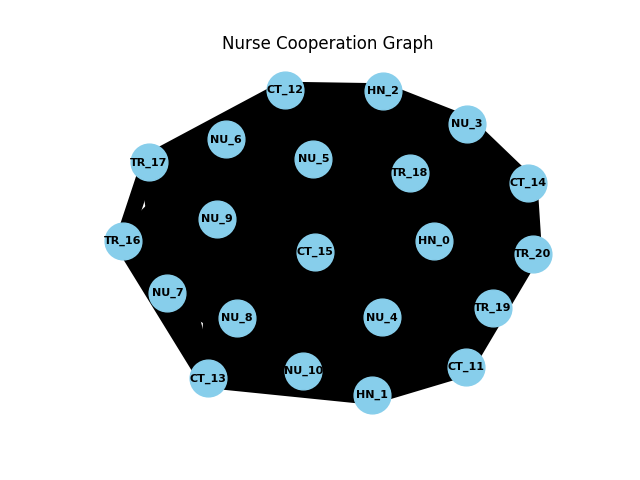 Nurse Cooperation Graph
CT_12
HN_2
NU_3
NU_6
NU_5
TR_17
TR_18
CT_14
NU_9
TR_16
CT_15
HN_0
TR_20
NU_7
NU_8
NU_4
TR_19
CT_13
NU_10
CT_11
HN_1